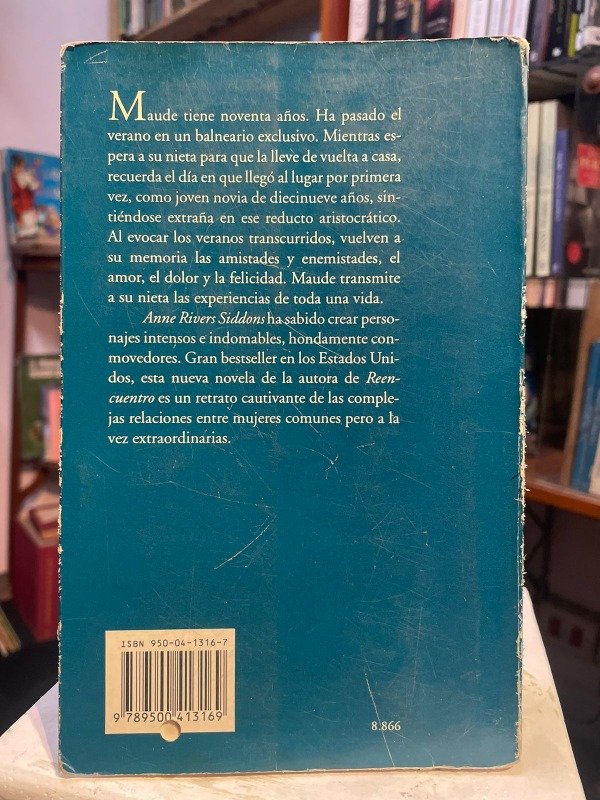 Maude tiene noventa años. Ha pasado el
verano en un balneario exclusivo. Mientras es-
pera a su nieta para que la lleve de vuelta a casa,
recuerda el día en que llegó al lugar por primera
vez, como joven novia de diecinueve años, sin-
tiéndose extraña en ese reducto aristocrático.
Al evocar los veranos transcurridos, vuelven a
su memoria las amistades y enemistades, el
amor, el dolor y la felicidad. Maude transmite
a su nieta las experiencias de toda una vida.
Anne Rivers Siddons ha sabido crear perso-
najes intensos e indomables, hondamente con-
movedores. Gran bestseller en los Estados Uni-
dos, esta nueva novela de la autora de Reen-
cuentro es un retrato cautivante de las comple-
jas relaciones entre mujeres comunes pero a la
vez extraordinarias.
ISBN 950-04-1316-7
9 789500 413169
8.866